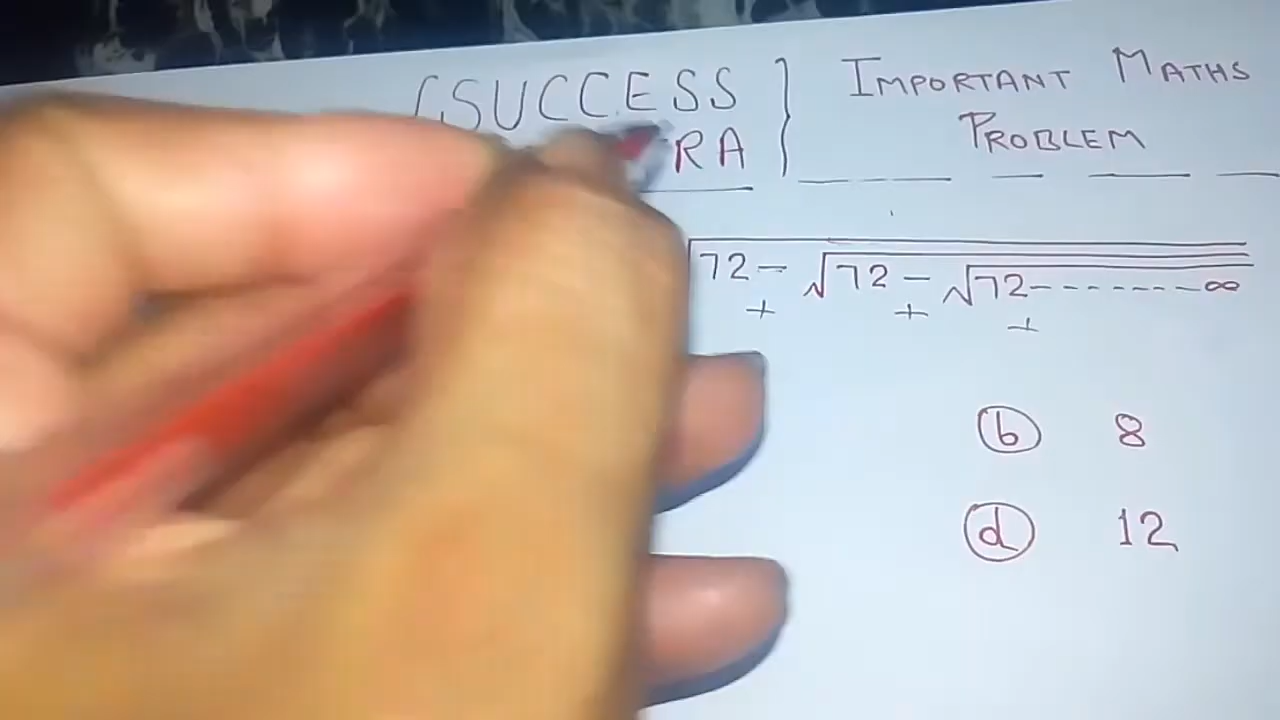 {SUCCESS
RA}
IMPORTANT MATHS
PROBLEM
√72 - √72 - √72 ------- ∞
+ + +
ⓑ 8
ⓓ 12